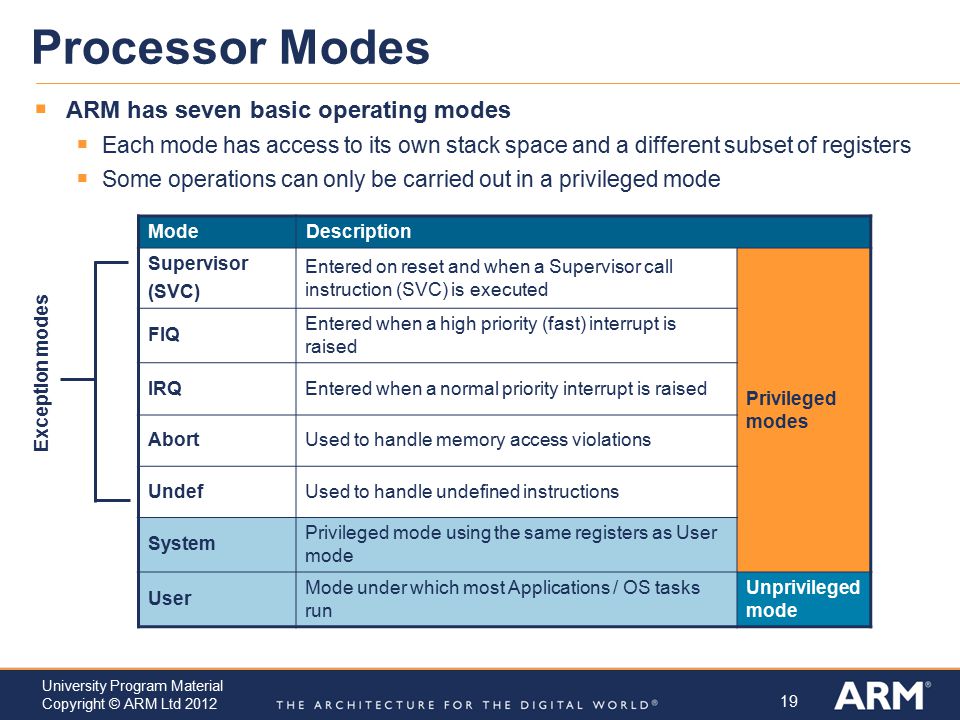 Processor Modes
ARM has seven basic operating modes
Each mode has access to its own stack space and a different subset of registers
Some operations can only be carried out in a privileged mode
Exception modes
Mode
Description
Supervisor
(SVC)
Entered on reset and when a Supervisor call
instruction (SVC) is executed
FIQ
Entered when a high priority (fast) interrupt is
raised
IRQ
Entered when a normal priority interrupt is raised
Abort
Used to handle memory access violations
Undef
Used to handle undefined instructions
System
Privileged mode using the same registers as User
mode
Privileged
modes
User
Mode under which most Applications / OS tasks
run
Unprivileged
mode
University Program Material
Copyright © ARM Ltd 2012
THE ARCHITECTURE FOR THE DIGITAL WORLD®
19
ARM®